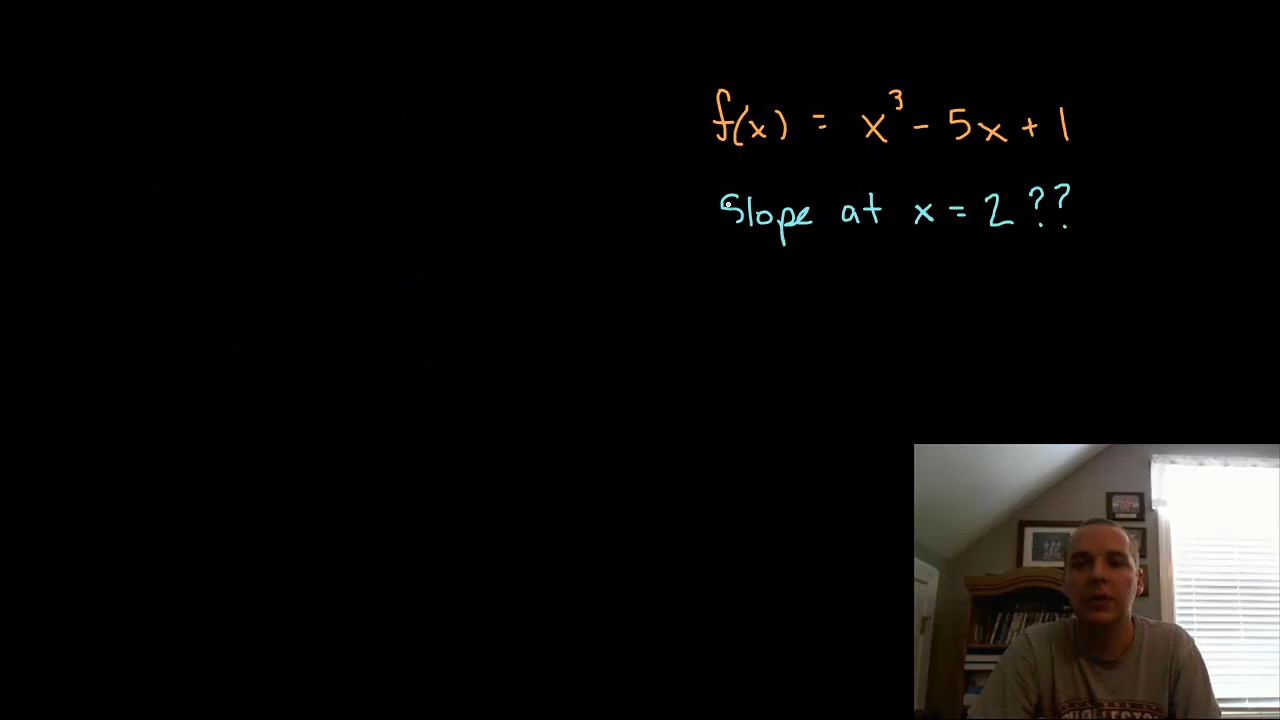 f(x) = x³ - 5x + 1
Slope at x = 2 ??